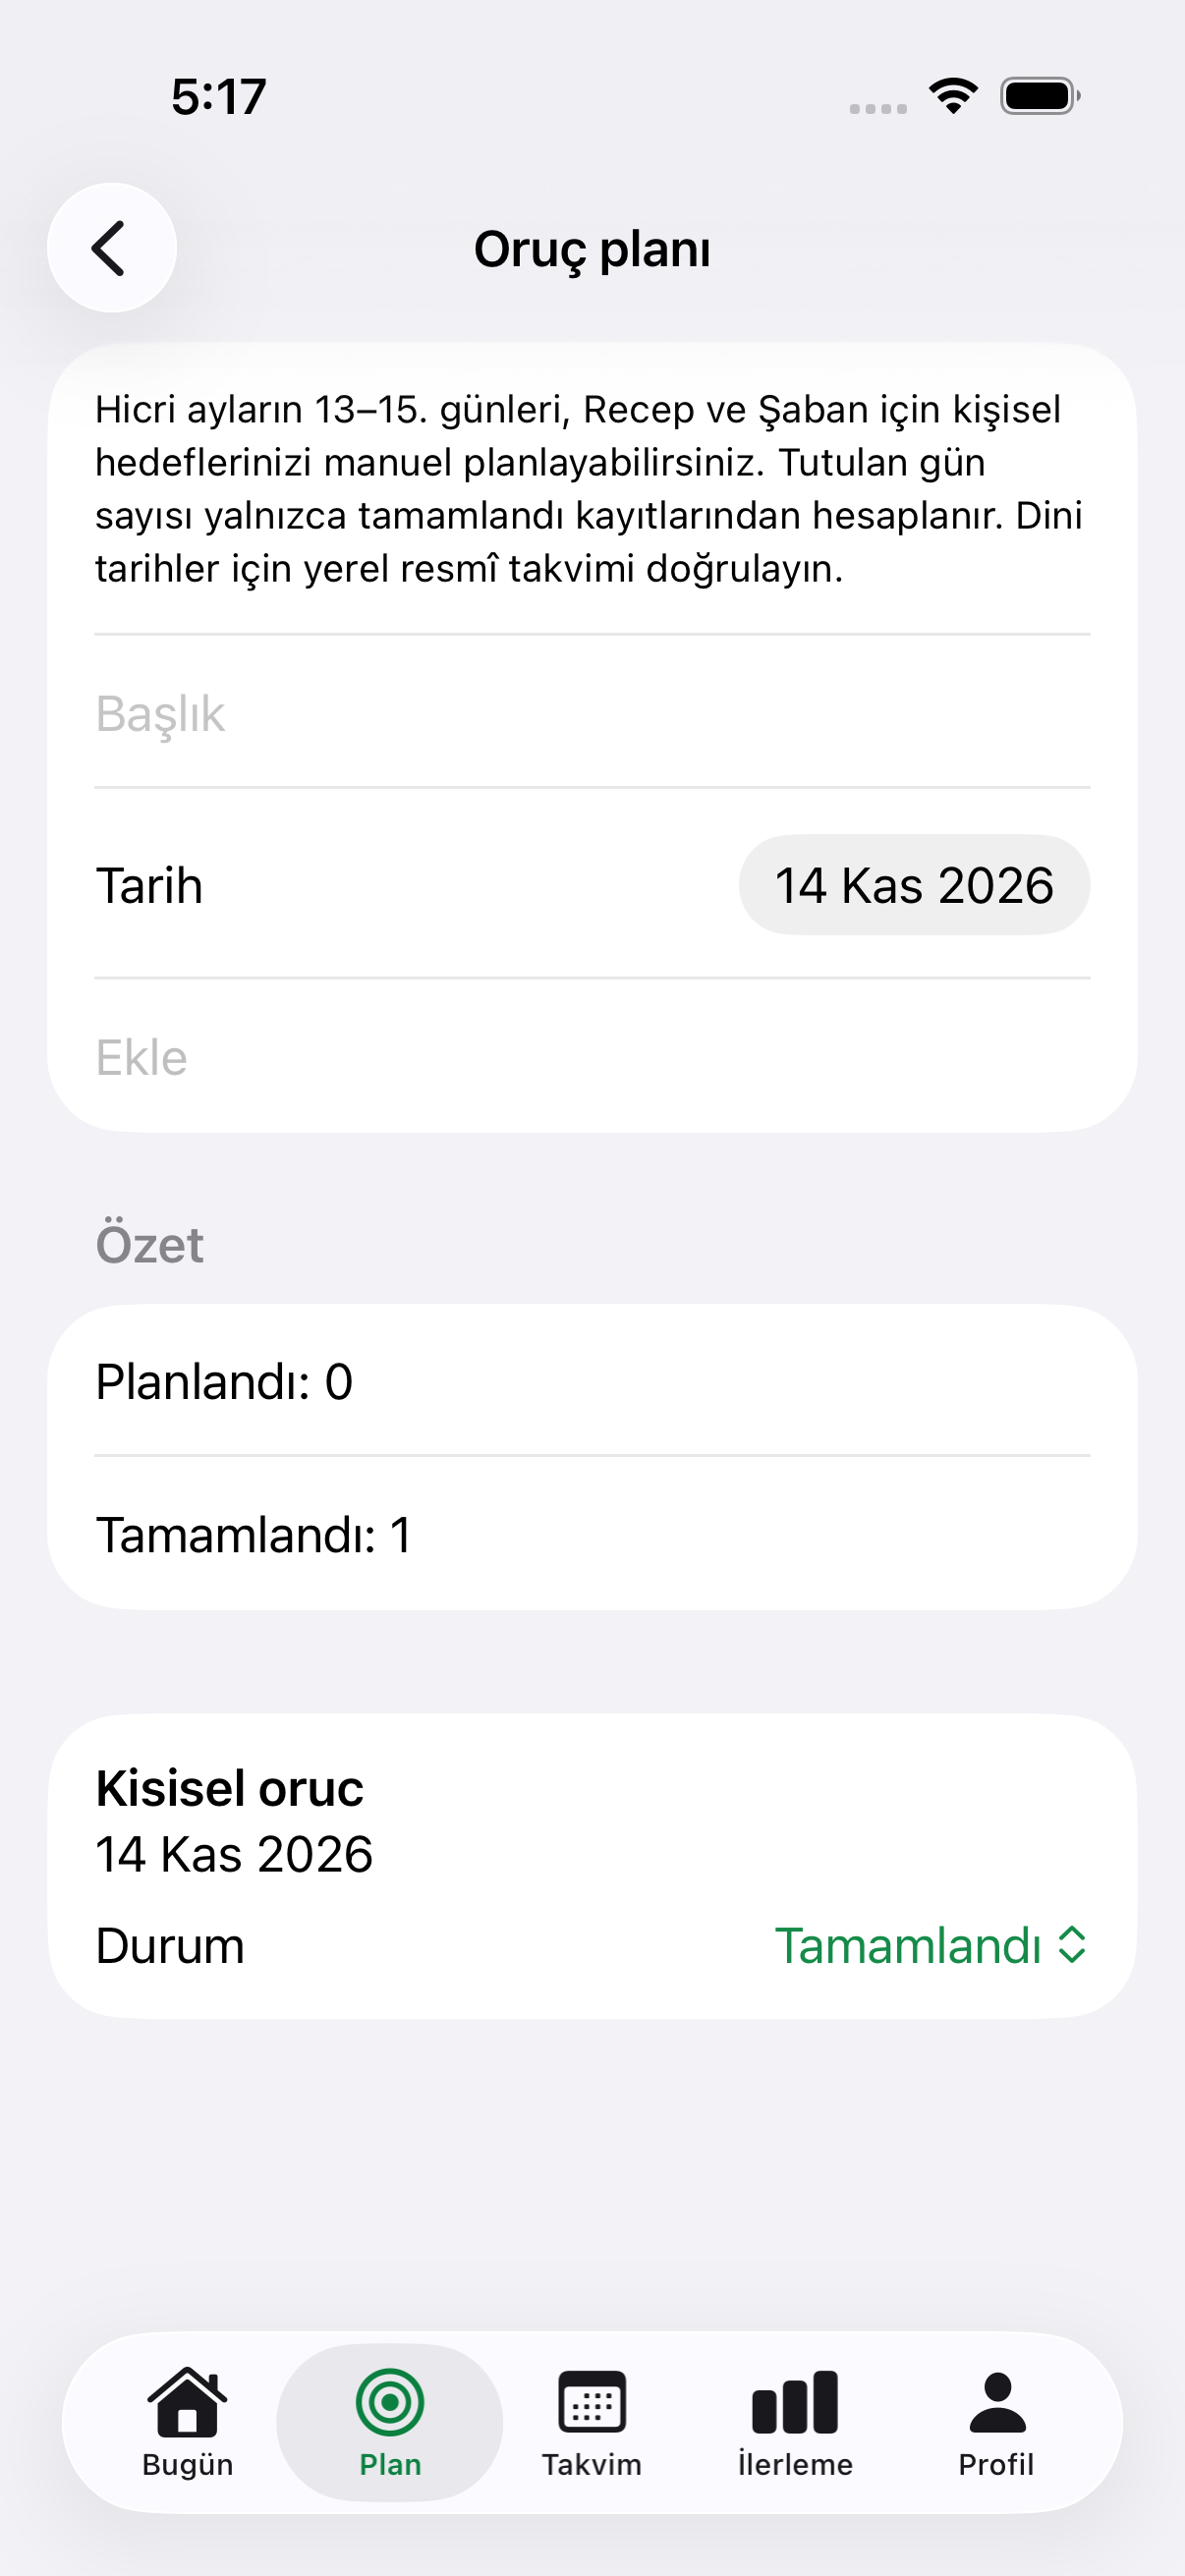 5:17
Oruç planı
Hicri ayların 13–15. günleri, Recep ve Şaban için kişisel
hedeflerinizi manuel planlayabilirsiniz. Tutulan gün
sayısı yalnızca tamamlandı kayıtlarından hesaplanır. Dini
tarihler için yerel resmî takvimi doğrulayın.
Başlık
Tarih 14 Kas 2026
Ekle
Özet
Planlandı: 0
Tamamlandı: 1
Kisisel oruc
14 Kas 2026
Durum Tamamlandı
Bugün Plan Takvim İlerleme Profil